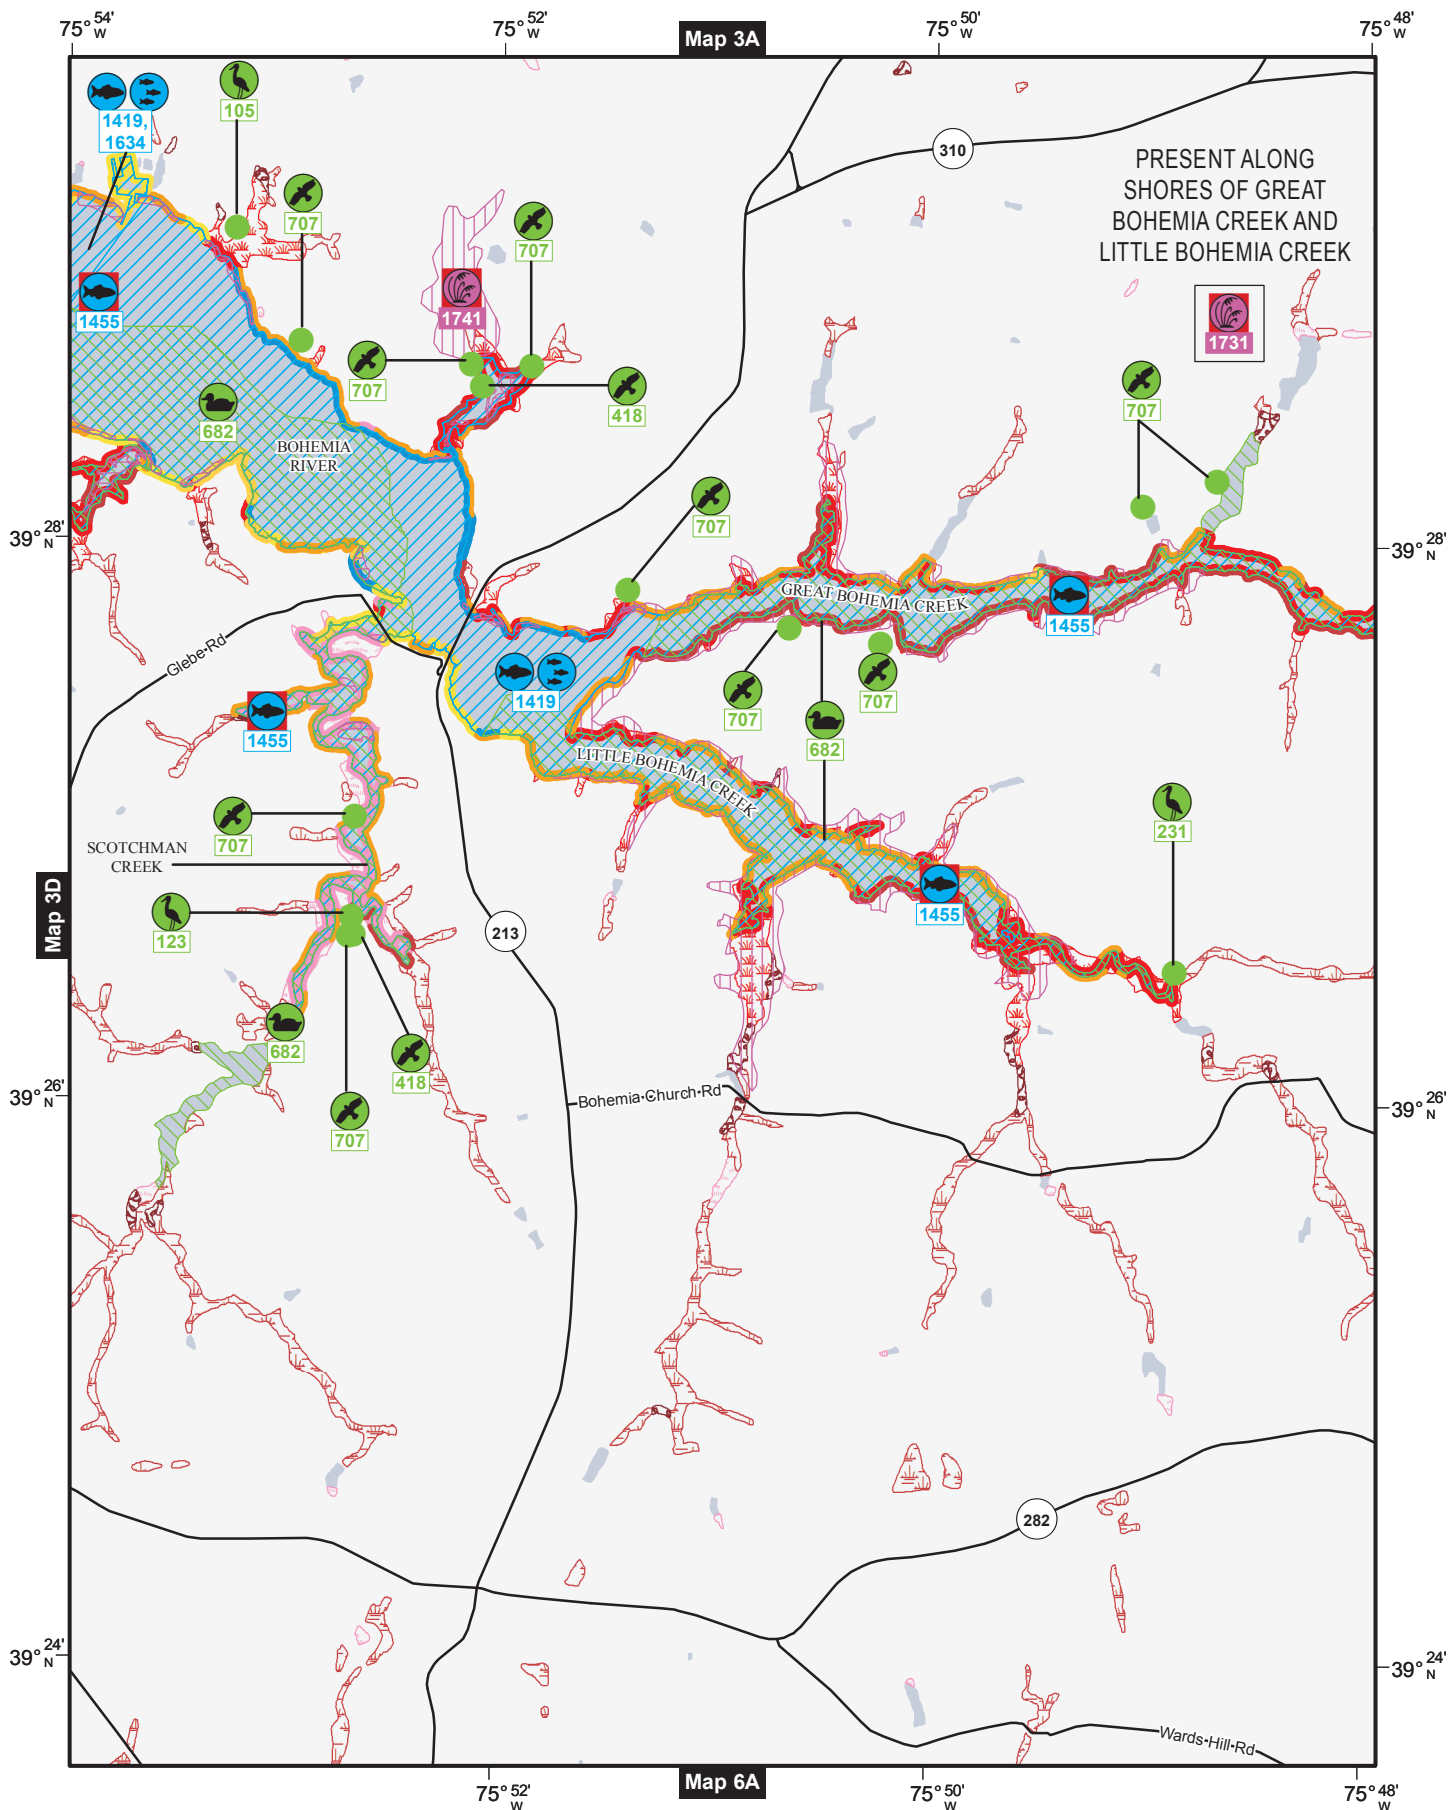 75° 54' W
75° 52' W
Map 3A
75° 50' W
75° 48' W
1419,
1634
105
310
PRESENT ALONG
SHORES OF GREAT
BOHEMIA CREEK AND
LITTLE BOHEMIA CREEK
707
707
1455
1741
1731
707
418
707
682
BOHEMIA
RIVER
707
39° 28' N
39° 28' N
GREAT BOHEMIA CREEK
1455
Glebe Rd
1419
707
707
1455
682
LITTLE BOHEMIA CREEK
707
231
SCOTCHMAN
CREEK
Map 3D
1455
123
213
682
418
39° 26' N
Bohemia Church Rd
39° 26' N
707
282
39° 24' N
39° 24' N
Wards Hill Rd
75° 52' W
Map 6A
75° 50' W
75° 48' W